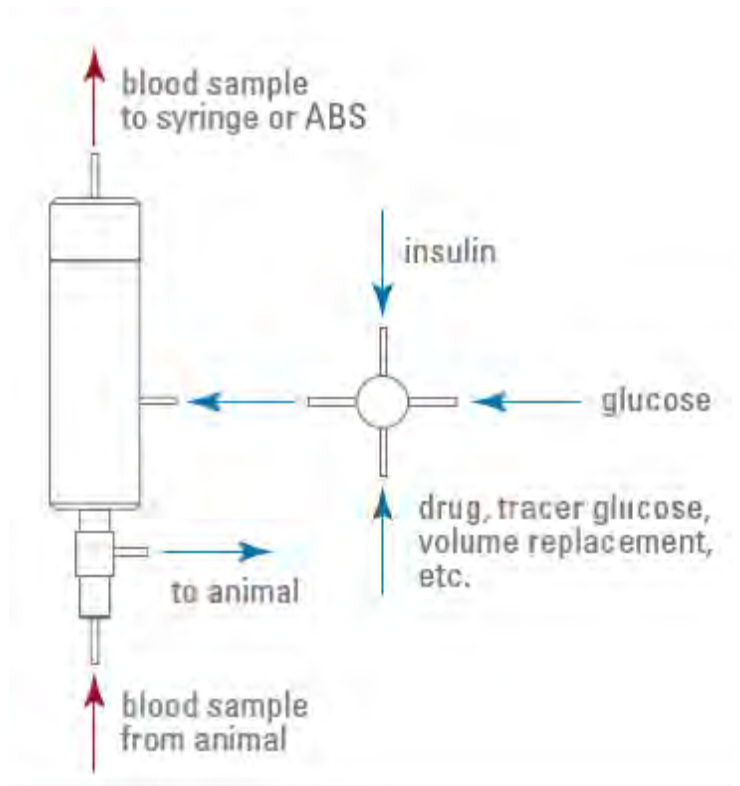 blood sample
to syringe or ABS
insulin
glucose
drug, tracer glucose,
volume replacement,
etc.
to animal
blood sample
from animal